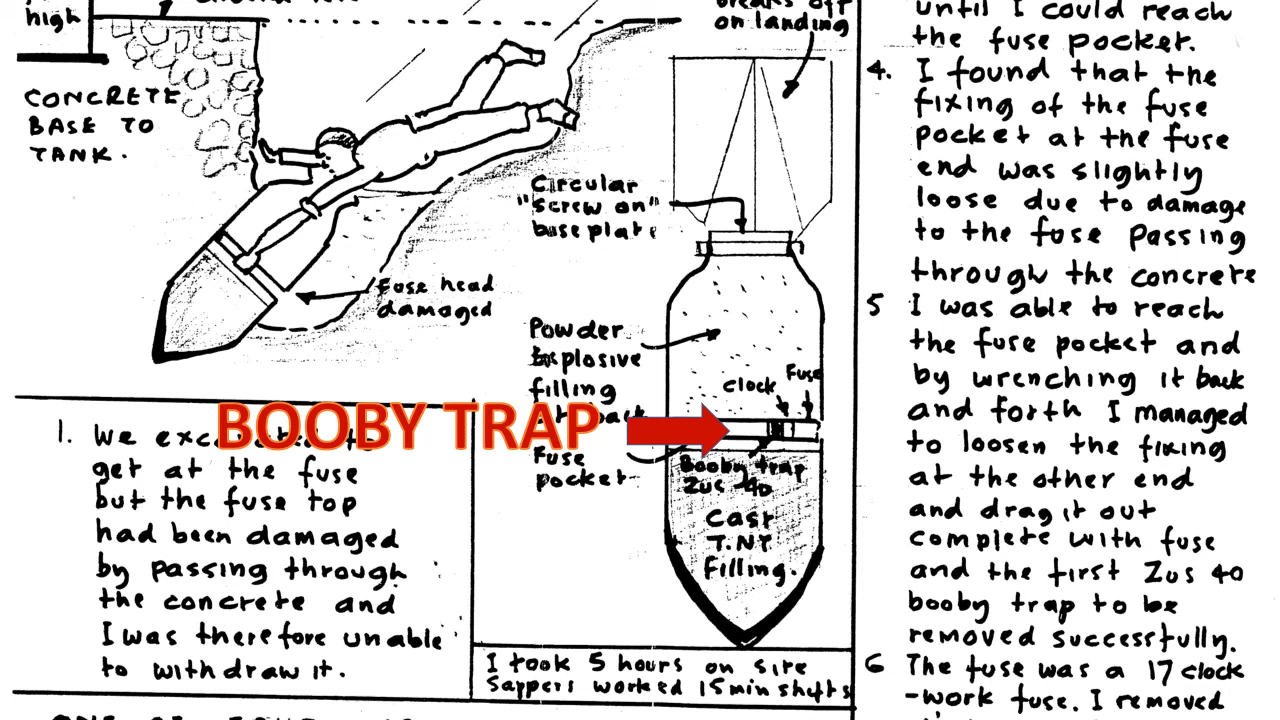 high
CONCRETE
BASE TO
TANK.
Fuse head
damaged
on landing
Circular
"screw on"
base plate
Powder
Explosive
filling
Fuse
pocket
Clock
Fuse
Booby trap
Zus 40
Cast
T.N.T.
Filling.
BOOBY TRAP
1. We
get at the fuse
but the fuse top
had been damaged
by passing through
the concrete and
I was therefore unable
to withdraw it.
I took 5 hours on site
Sappers worked 15 min shifts
until I could reach
the fuse pocket.
4. I found that the
fixing of the fuse
pocket at the fuse
end was slightly
loose due to damage
to the fuse passing
through the concrete
5 I was able to reach
the fuse pocket and
by wrenching it back
and forth I managed
to loosen the fixing
at the other end
and drag it out
complete with fuse
and the first Zus 40
booby trap to be
removed successfully.
6 The fuse was a 17 clock
-work fuse. I removed